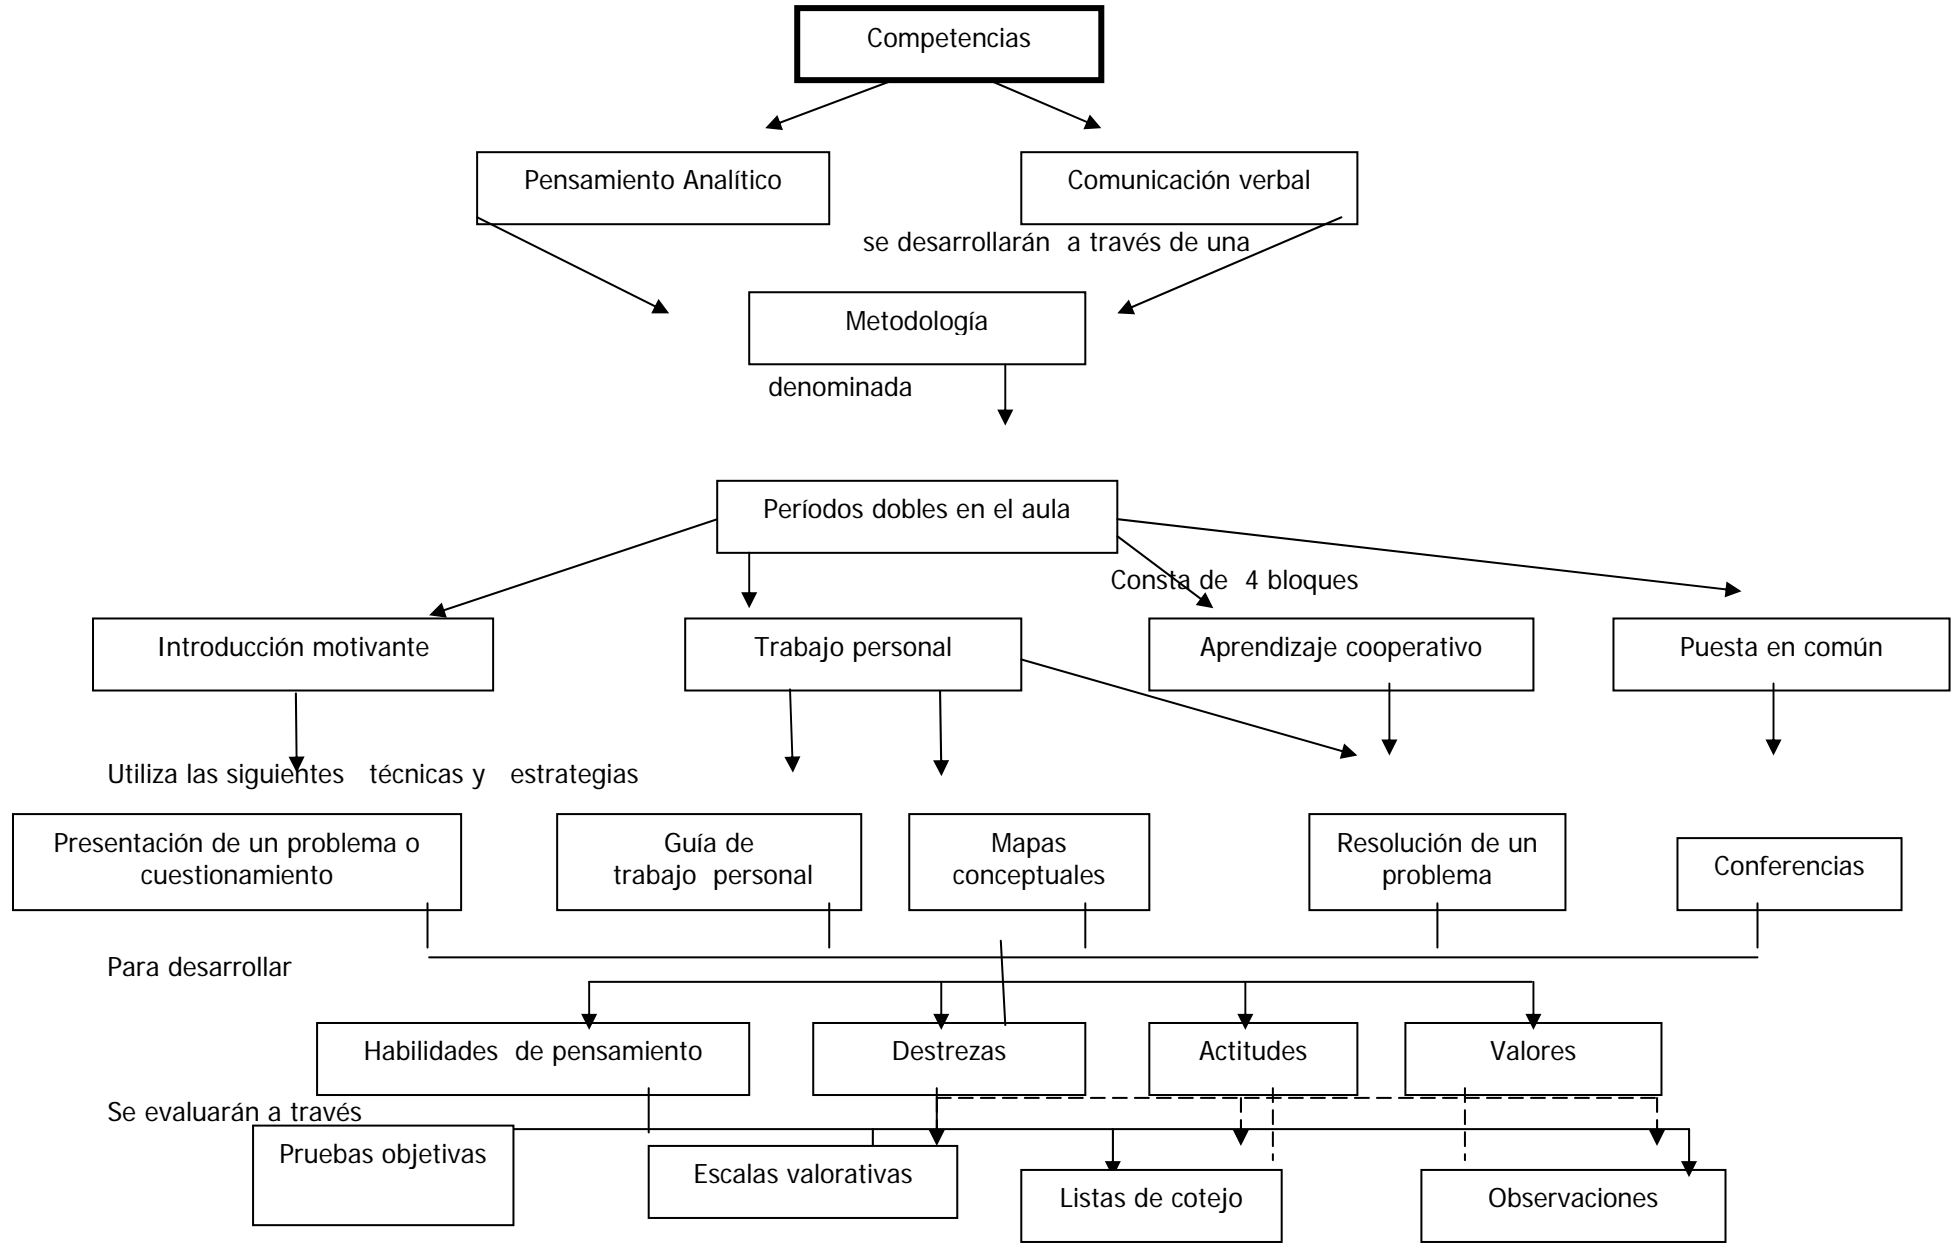 Competencias
Pensamiento Analítico
Comunicación verbal
se desarrollarán a través de una
Metodología
denominada
Períodos dobles en el aula
Consta de 4 bloques
Introducción motivante
Trabajo personal
Aprendizaje cooperativo
Puesta en común
Utiliza las siguientes técnicas y estrategias
Presentación de un problema o
cuestionamiento
Guía de
trabajo personal
Mapas
conceptuales
Resolución de un
problema
Conferencias
Para desarrollar
Habilidades de pensamiento
Destrezas
Actitudes
Valores
Se evaluarán a través
Pruebas objetivas
Escalas valorativas
Listas de cotejo
Observaciones